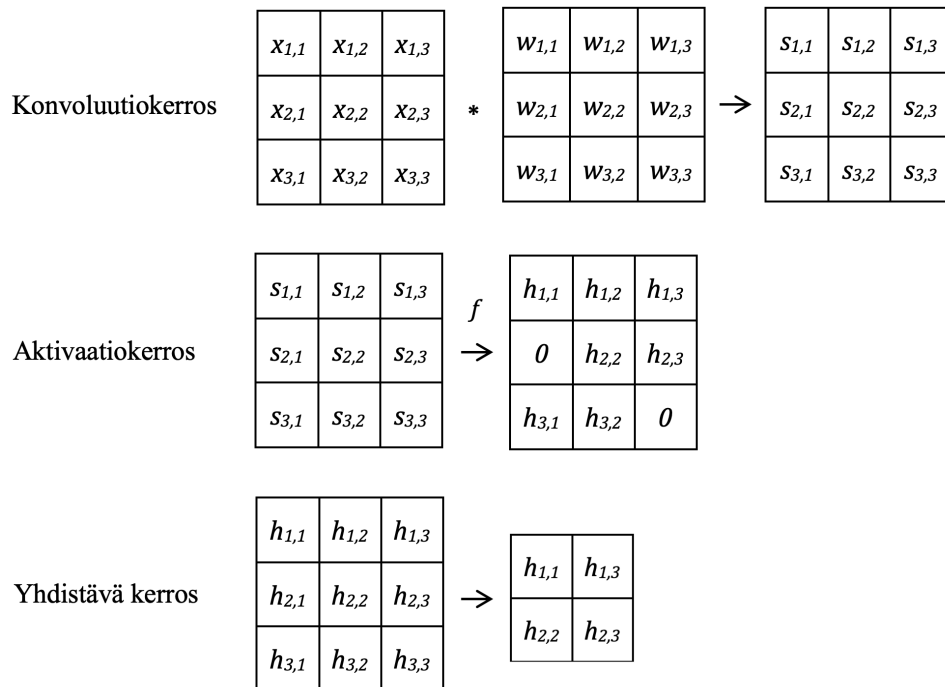 x1,1 x1,2 x1,3 w1,1 w1,2 w1,3 s1,1 s1,2 s1,3
Konvoluutiokerros x2,1 x2,2 x2,3 * w2,1 w2,2 w2,3 → s2,1 s2,2 s2,3
x3,1 x3,2 x3,3 w3,1 w3,2 w3,3 s3,1 s3,2 s3,3
s1,1 s1,2 s1,3 f h1,1 h1,2 h1,3
Aktivaatiokerros s2,1 s2,2 s2,3 → 0 h2,2 h2,3
s3,1 s3,2 s3,3 h3,1 h3,2 0
h1,1 h1,2 h1,3 h1,1 h1,3
Yhdistävä kerros h2,1 h2,2 h2,3 → h2,2 h2,3
h3,1 h3,2 h3,3